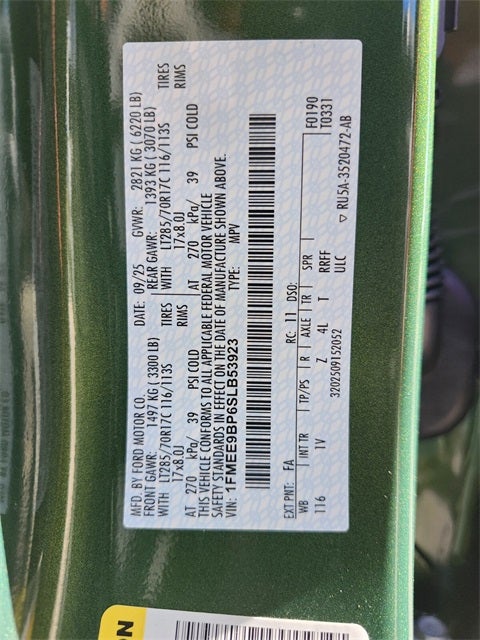 MFD. BY FORD MOTOR CO.
DATE: 09/25 GVWR: 2821 KG ( 6220 LB)
FRONT GAWR: 1497 KG ( 3300 LB) REAR GAWR: 1393 KG ( 3070 LB)
WITH LT285/70R17C 116/113S TIRES WITH LT285/70R17C 116/113S TIRES
17x8.0J RIMS 17x8.0J RIMS
AT 270 kPa/ 39 PSI COLD AT 270 kPa/ 39 PSI COLD
THIS VEHICLE CONFORMS TO ALL APPLICABLE FEDERAL MOTOR VEHICLE
SAFETY STANDARDS IN EFFECT ON THE DATE OF MANUFACTURE SHOWN ABOVE.
VIN: 1FMEE9BP6SLB53923 TYPE: MPV
F0190
T0331
EXT PNT: FA RC: 11 DSO:
WB INT TR TP/PS R AXLE TR SPR
116 1V Z 4L T RRFF
3202509152052 ULC
▽ RU5A-3520472-AB
ON